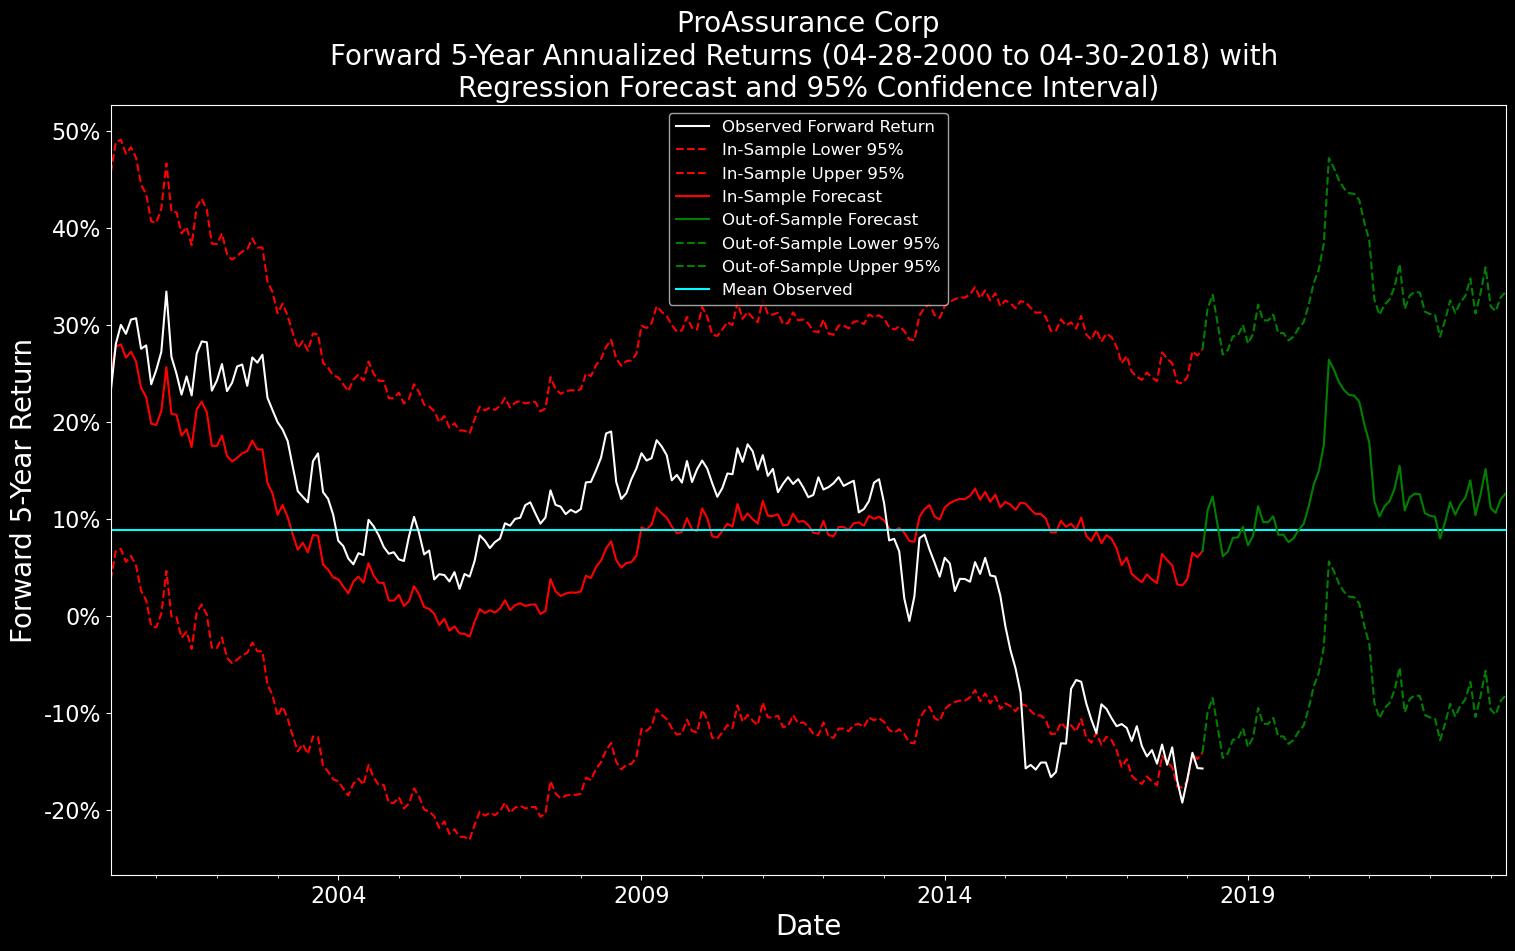 ProAssurance Corp
Forward 5-Year Annualized Returns (04-28-2000 to 04-30-2018) with
Regression Forecast and 95% Confidence Interval)
Observed Forward Return
In-Sample Lower 95%
In-Sample Upper 95%
In-Sample Forecast
Out-of-Sample Forecast
Out-of-Sample Lower 95%
Out-of-Sample Upper 95%
Mean Observed
Forward 5-Year Return
50%
40%
30%
20%
10%
0%
-10%
-20%
2004
2009
2014
2019
Date